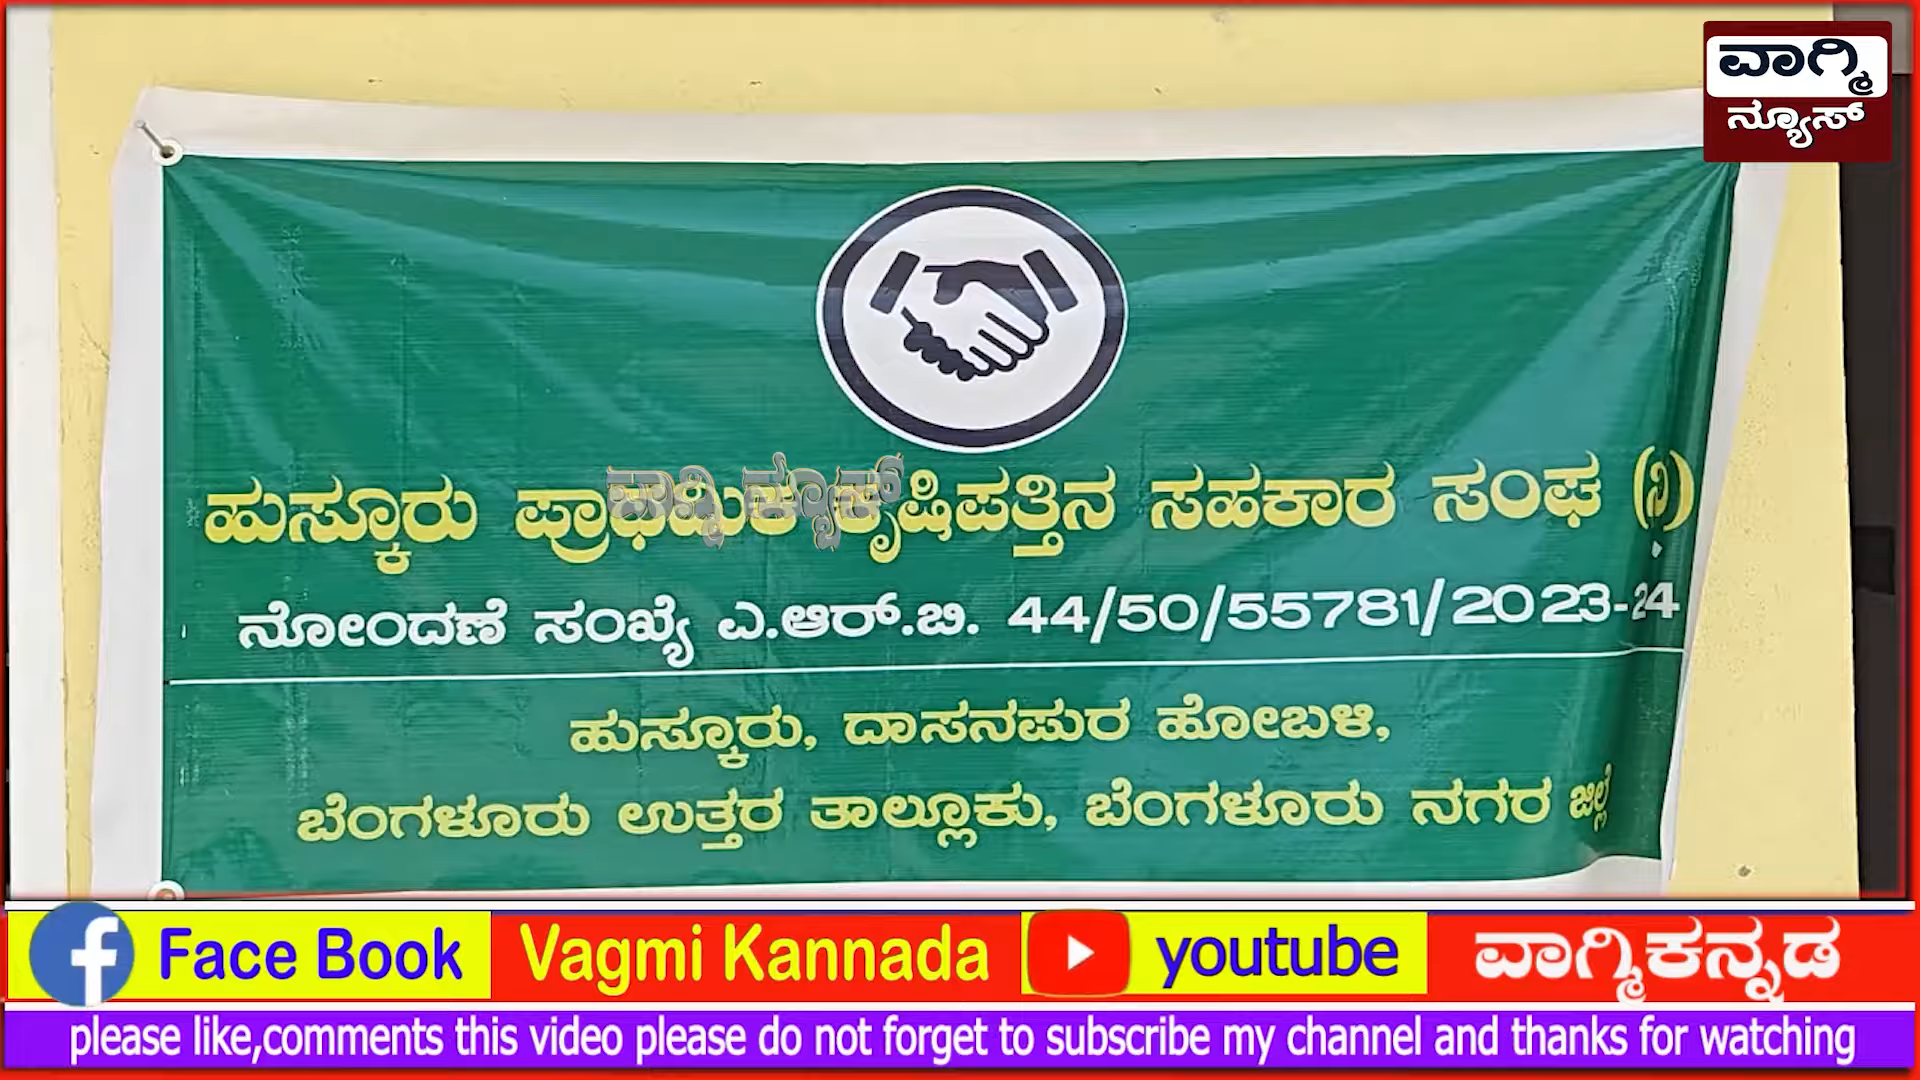 ವಾಗ್ಮಿ
ನ್ಯೂಸ್
ಹುಸ್ಕೂರು ಪ್ರಾಥಮಿಕ ಕೃಷಿಪತ್ತಿನ ಸಹಕಾರ ಸಂಘ (ನಿ)
ವಾಗ್ಮಿ ನ್ಯೂಸ್
ನೋಂದಣೆ ಸಂಖ್ಯೆ ಎ.ಆರ್.ಬಿ. 44/50/55781/2023-24
ಹುಸ್ಕೂರು, ದಾಸನಪುರ ಹೋಬಳಿ,
ಬೆಂಗಳೂರು ಉತ್ತರ ತಾಲ್ಲೂಕು, ಬೆಂಗಳೂರು ನಗರ ಜಿಲ್ಲೆ
Face Book Vagmi Kannada youtube ವಾಗ್ಮಿಕನ್ನಡ
please like,comments this video please do not forget to subscribe my channel and thanks for watching